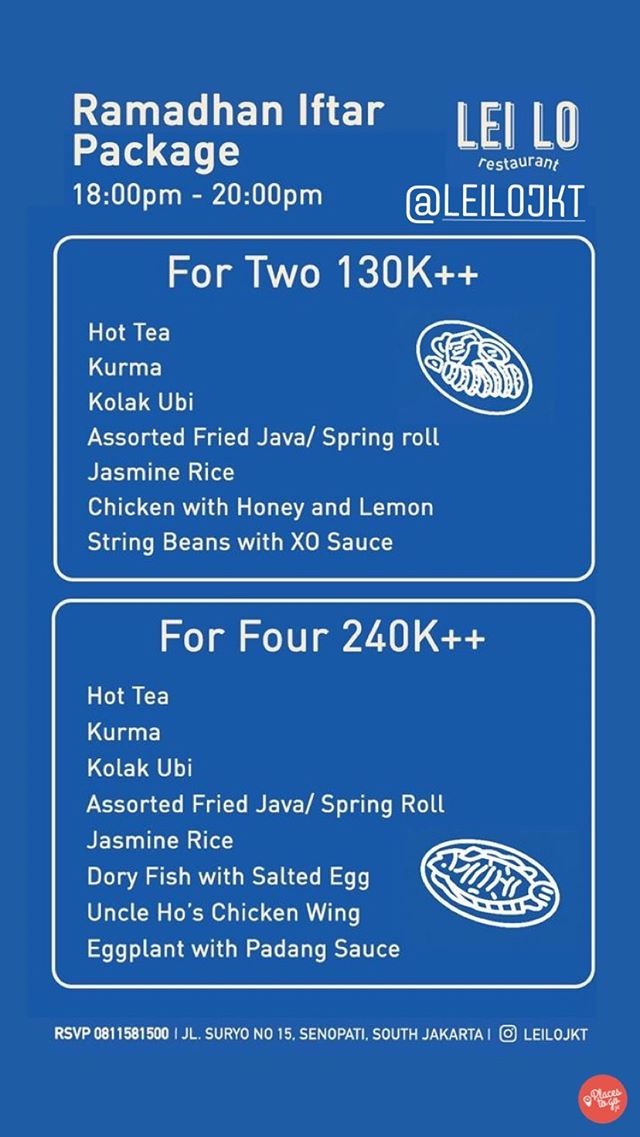 Ramadhan Iftar
Package
18:00pm - 20:00pm
LEI LO
restaurant
@LEILOJKT
For Two 130K++
Hot Tea
Kurma
Kolak Ubi
Assorted Fried Java/ Spring roll
Jasmine Rice
Chicken with Honey and Lemon
String Beans with XO Sauce
For Four 240K++
Hot Tea
Kurma
Kolak Ubi
Assorted Fried Java/ Spring Roll
Jasmine Rice
Dory Fish with Salted Egg
Uncle Ho's Chicken Wing
Eggplant with Padang Sauce
RSVP 0811581500 | JL. SURYO NO 15, SENOPATI, SOUTH JAKARTA | LEILOJKT
Places
to go